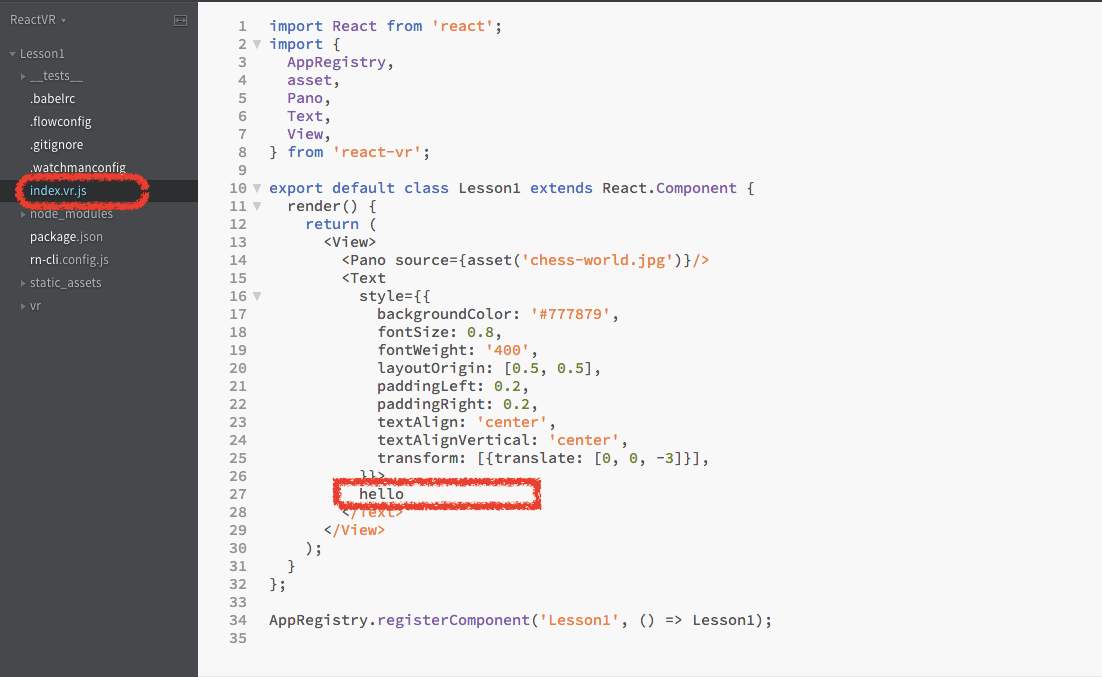 ReactVR
Lesson1
__tests__
.babelrc
.flowconfig
.gitignore
.watchmanconfig
index.vr.js
node_modules
package.json
rn-cli.config.js
static_assets
vr
1 import React from 'react';
2 import {
3   AppRegistry,
4   asset,
5   Pano,
6   Text,
7   View,
8 } from 'react-vr';
9
10 export default class Lesson1 extends React.Component {
11   render() {
12     return (
13       <View>
14         <Pano source={asset('chess-world.jpg')}/>
15         <Text
16           style={{
17             backgroundColor: '#777879',
18             fontSize: 0.8,
19             fontWeight: '400',
20             layoutOrigin: [0.5, 0.5],
21             paddingLeft: 0.2,
22             paddingRight: 0.2,
23             textAlign: 'center',
24             textAlignVertical: 'center',
25             transform: [{translate: [0, 0, -3]}],
26           }}>
27           hello
28         </Text>
29       </View>
30     );
31   }
32 };
33
34 AppRegistry.registerComponent('Lesson1', () => Lesson1);
35